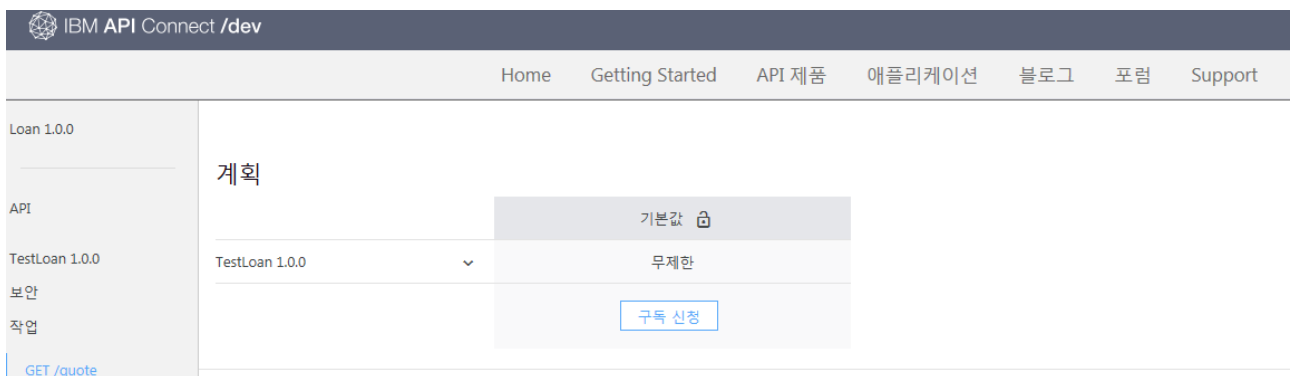 IBM API Connect /dev
Home Getting Started API 제품 애플리케이션 블로그 포럼 Support
Loan 1.0.0
계획
API
기본값
TestLoan 1.0.0
TestLoan 1.0.0 무제한
보안
구독 신청
작업
GET /quote